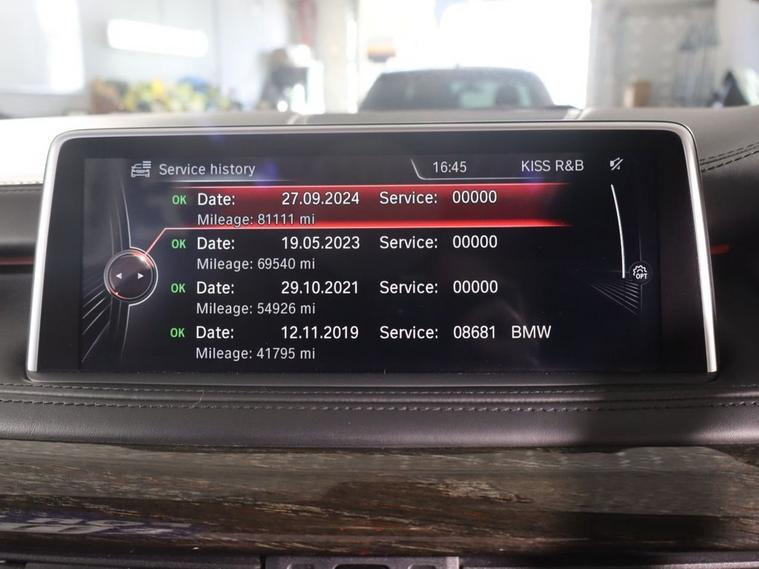 Service history 16:45 KISS R&B
OK Date: 27.09.2024 Service: 00000
Mileage: 81111 mi
OK Date: 19.05.2023 Service: 00000
Mileage: 69540 mi
OK Date: 29.10.2021 Service: 00000
Mileage: 54926 mi
OK Date: 12.11.2019 Service: 08681 BMW
Mileage: 41795 mi
OPT